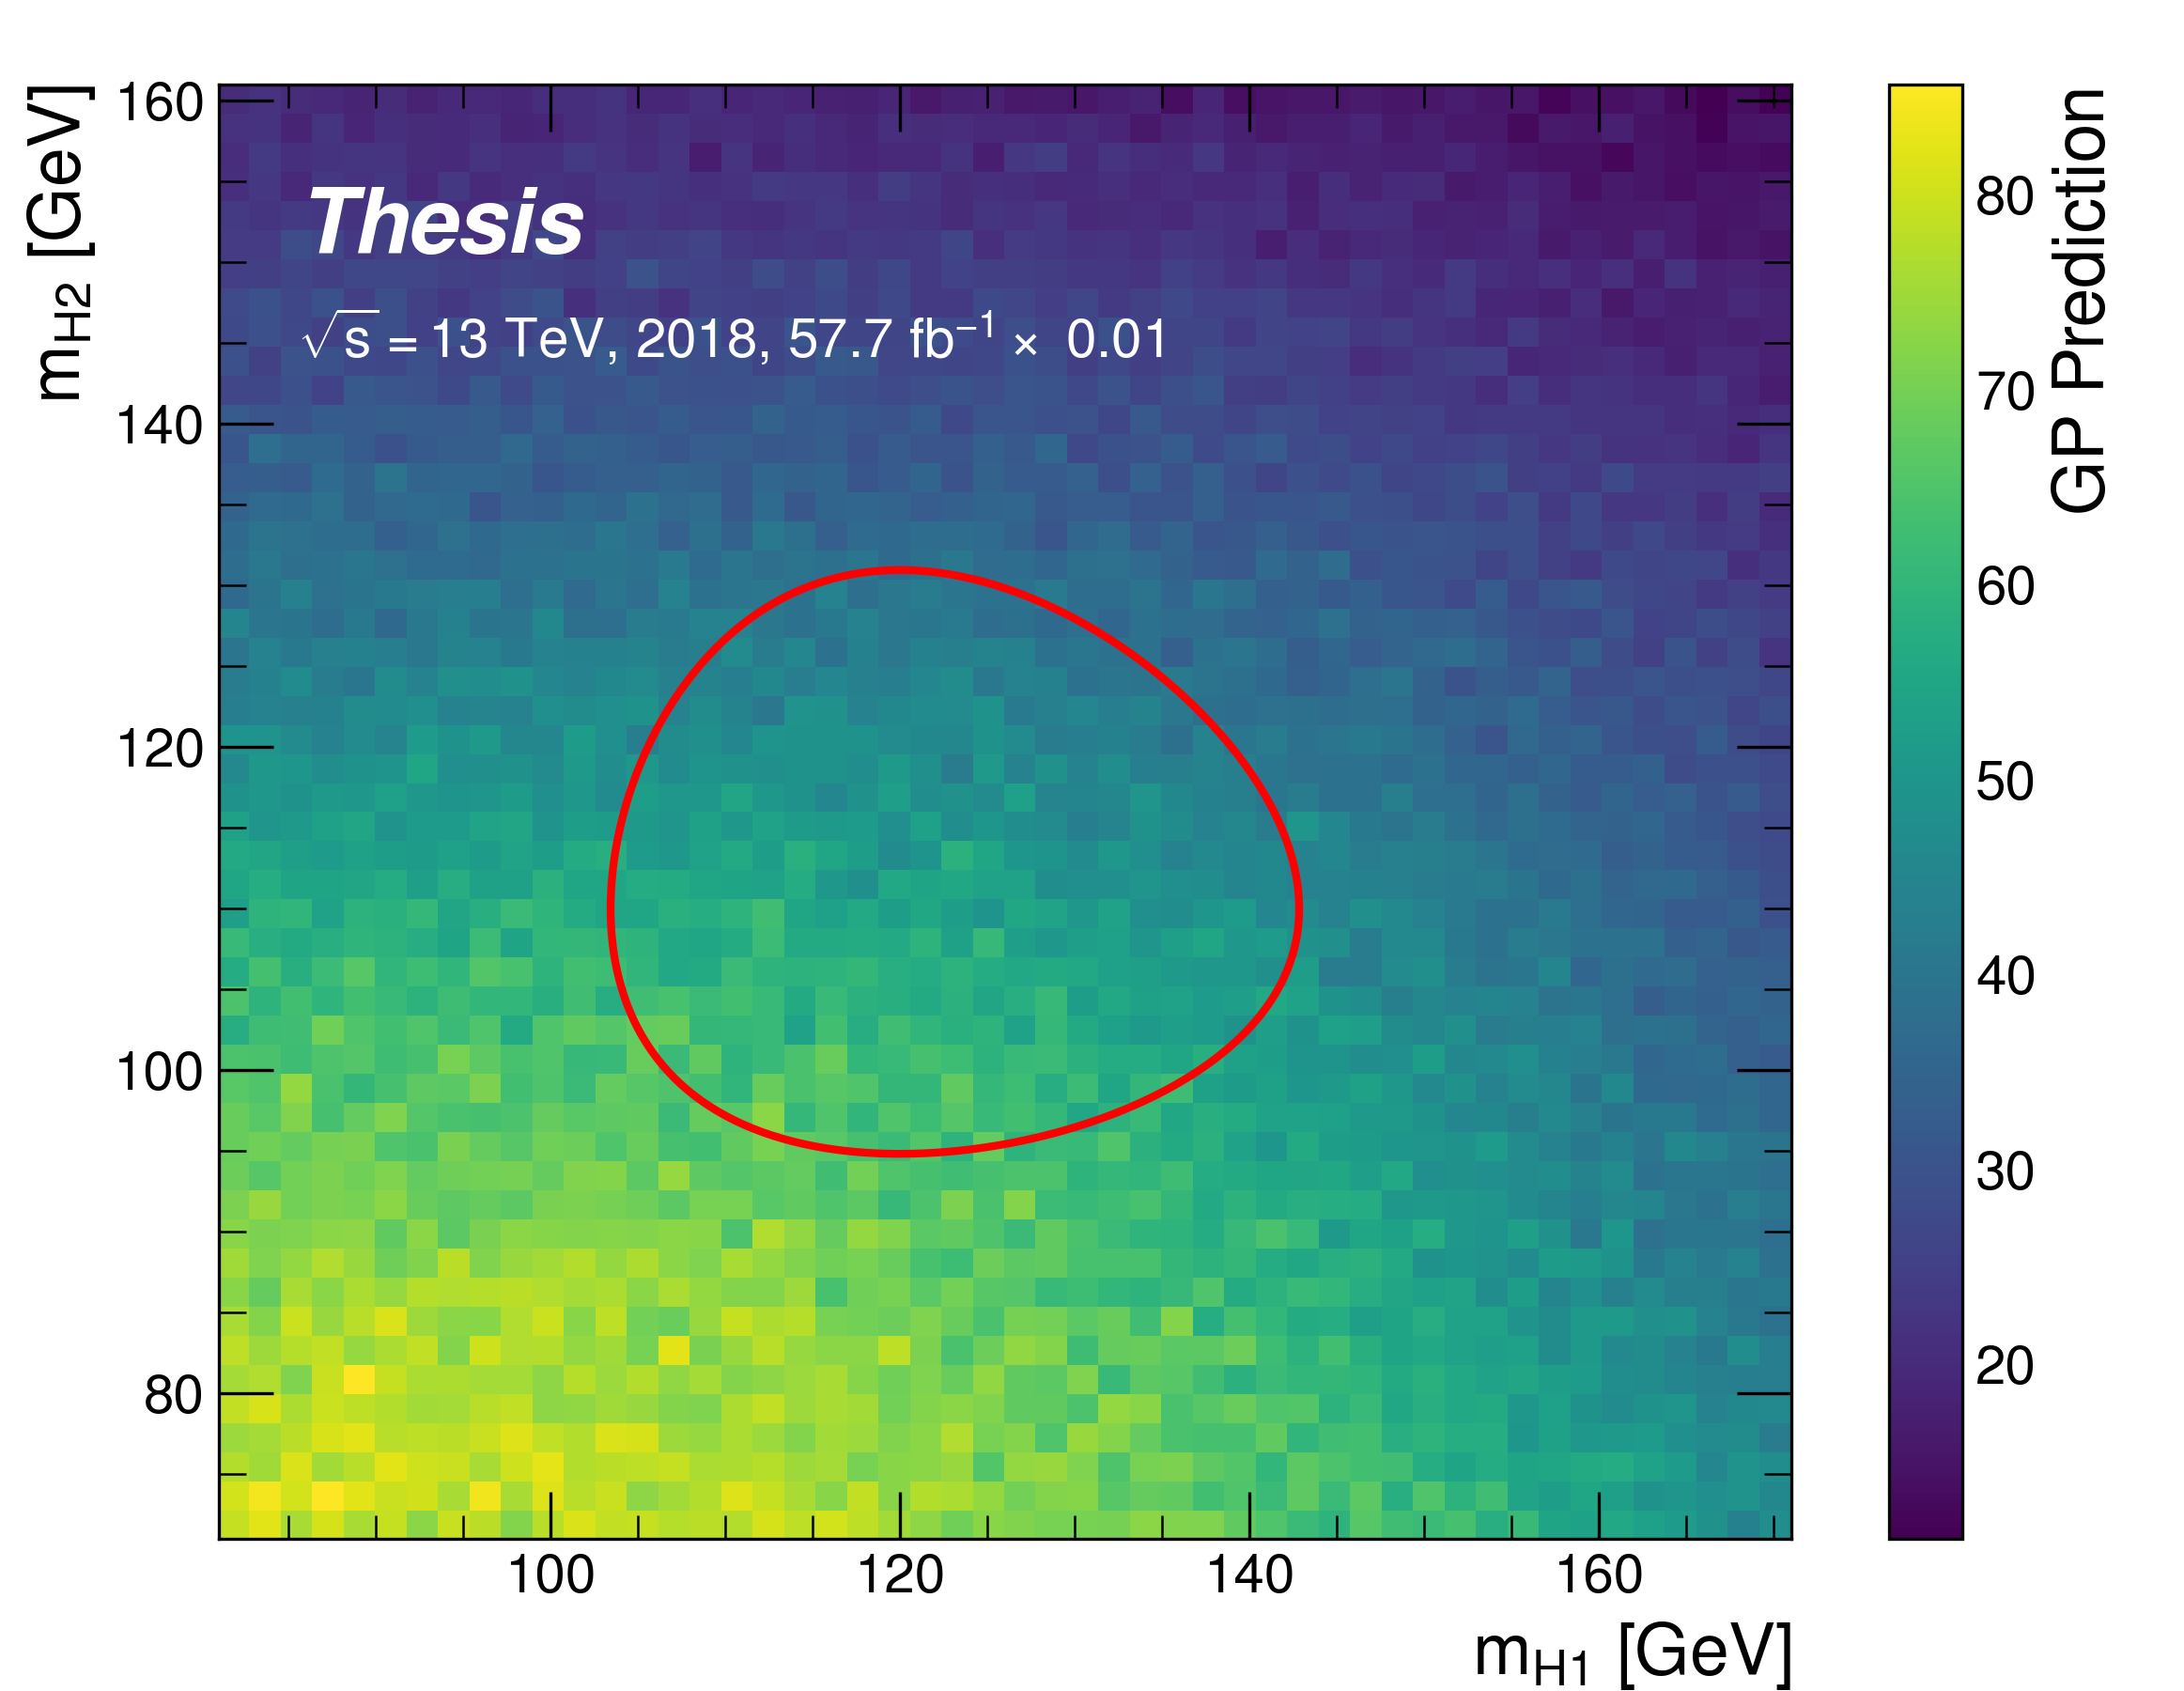 Thesis
√s = 13 TeV, 2018, 57.7 fb⁻¹ × 0.01
m_H2 [GeV]
160
140
120
100
80
100 120 140 160
m_H1 [GeV]
80
70
60
50
40
30
20
GP Prediction